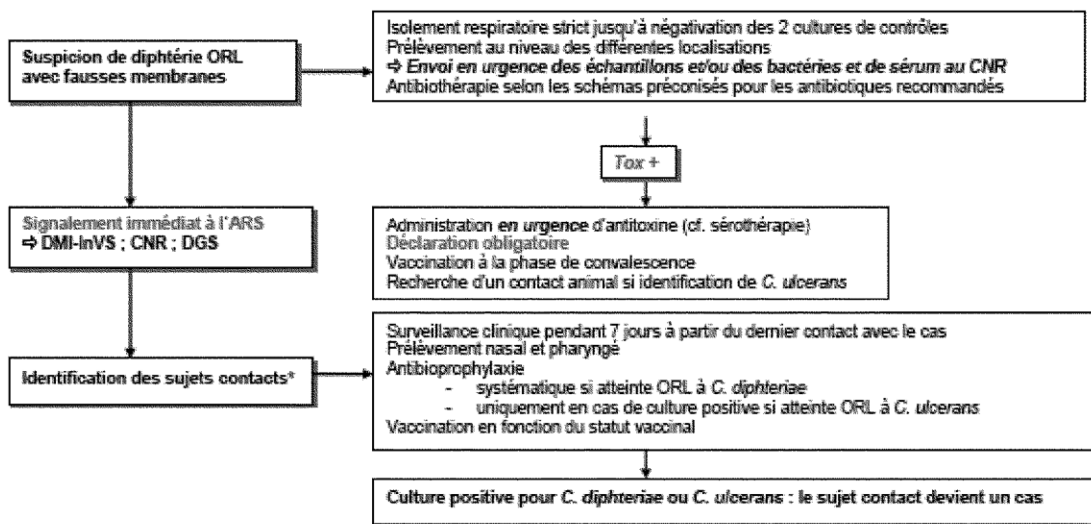 Suspicion de diphtérie ORL
avec fausses membranes
Isolement respiratoire strict jusqu'à négativation des 2 cultures de contrôles
Prélèvement au niveau des différentes localisations
➩ Envoi en urgence des échantillons et/ou des bactéries et de sérum au CNR
Antibiothérapie selon les schémas préconisés pour les antibiotiques recommandés
Tox +
Signalement immédiat à l'ARS
➩ DMI-InVS ; CNR ; DGS
Administration en urgence d'antitoxine (cf. sérothérapie)
Déclaration obligatoire
Vaccination à la phase de convalescence
Recherche d'un contact animal si identification de C. ulcerans
Identification des sujets contacts*
Surveillance clinique pendant 7 jours à partir du dernier contact avec le cas
Prélèvement nasal et pharyngé
Antibioprophylaxie
- systématique si atteinte ORL à C. diphteriae
- uniquement en cas de culture positive si atteinte ORL à C. ulcerans
Vaccination en fonction du statut vaccinal
Culture positive pour C. diphteriae ou C. ulcerans : le sujet contact devient un cas